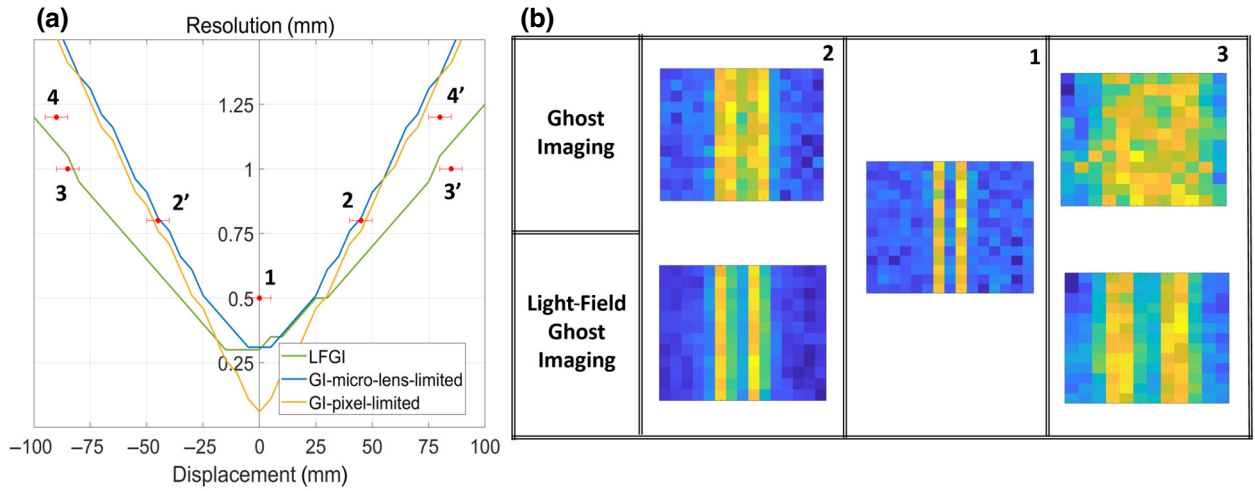 (a)
Resolution (mm)
1.25
1
0.75
0.5
0.25
4
4’
3
3’
2’
2
1
LFGI
GI-micro-lens-limited
GI-pixel-limited
−100
−75
−50
−25
0
25
50
75
100
Displacement (mm)
(b)
2
1
3
Ghost
Imaging
Light-Field
Ghost
Imaging